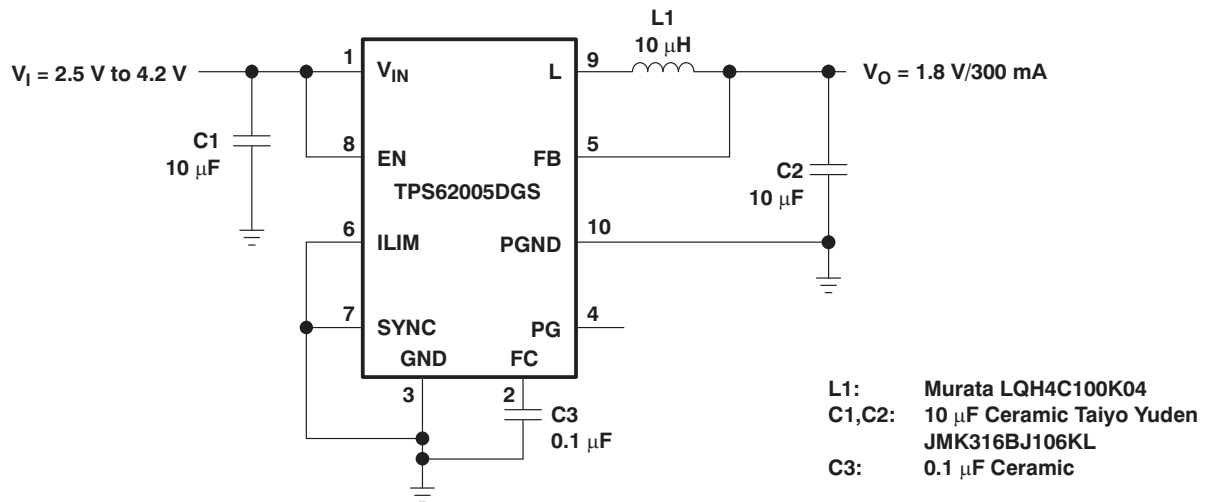 L1
10 μH
1
9
V_I = 2.5 V to 4.2 V
V_IN
L
V_O = 1.8 V/300 mA
C1
10 μF
8
5
EN
FB
C2
10 μF
TPS62005DGS
6
10
ILIM
PGND
7
4
SYNC
PG
GND
FC
3
2
C3
0.1 μF
L1: Murata LQH4C100K04
C1,C2: 10 μF Ceramic Taiyo Yuden
JMK316BJ106KL
C3: 0.1 μF Ceramic